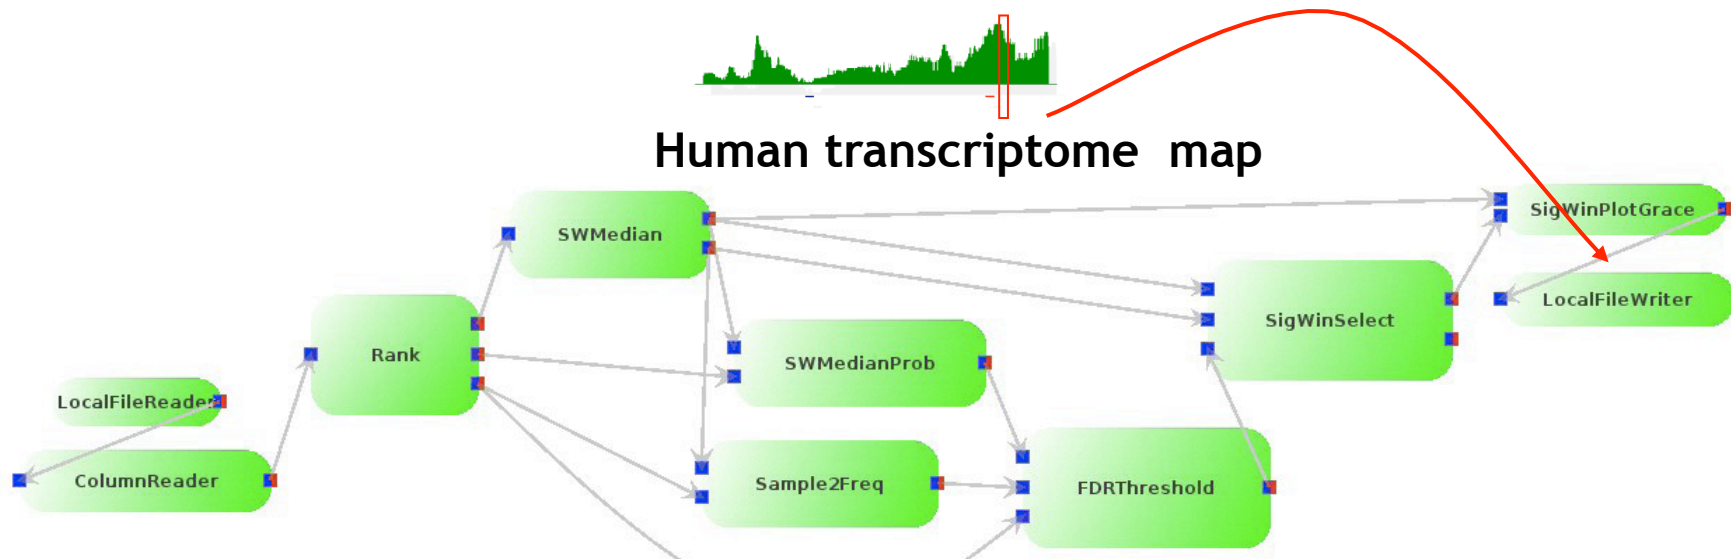 Human transcriptome map
SWMedian
SigWinPlotGrace
LocalFileWriter
SigWinSelect
Rank
SWMedianProb
LocalFileReader
ColumnReader
Sample2Freq
FDRThreshold